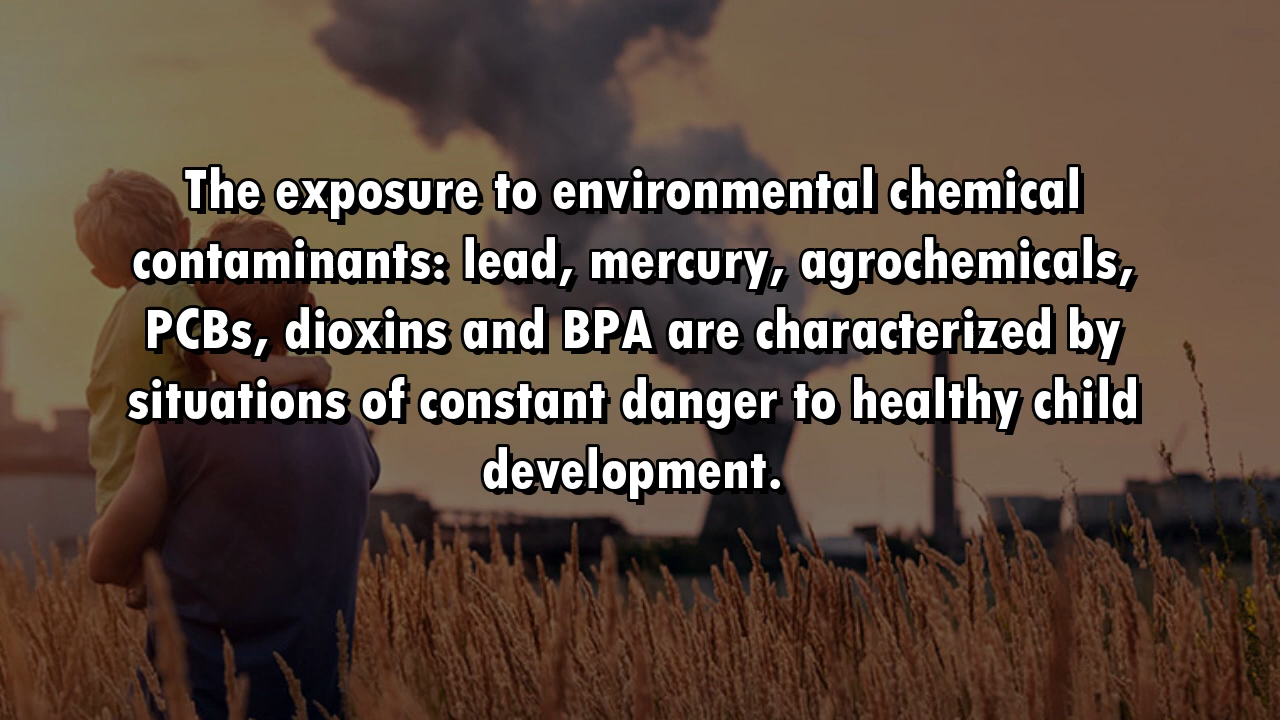 The exposure to environmental chemical
contaminants: lead, mercury, agrochemicals,
PCBs, dioxins and BPA are characterized by
situations of constant danger to healthy child
development.